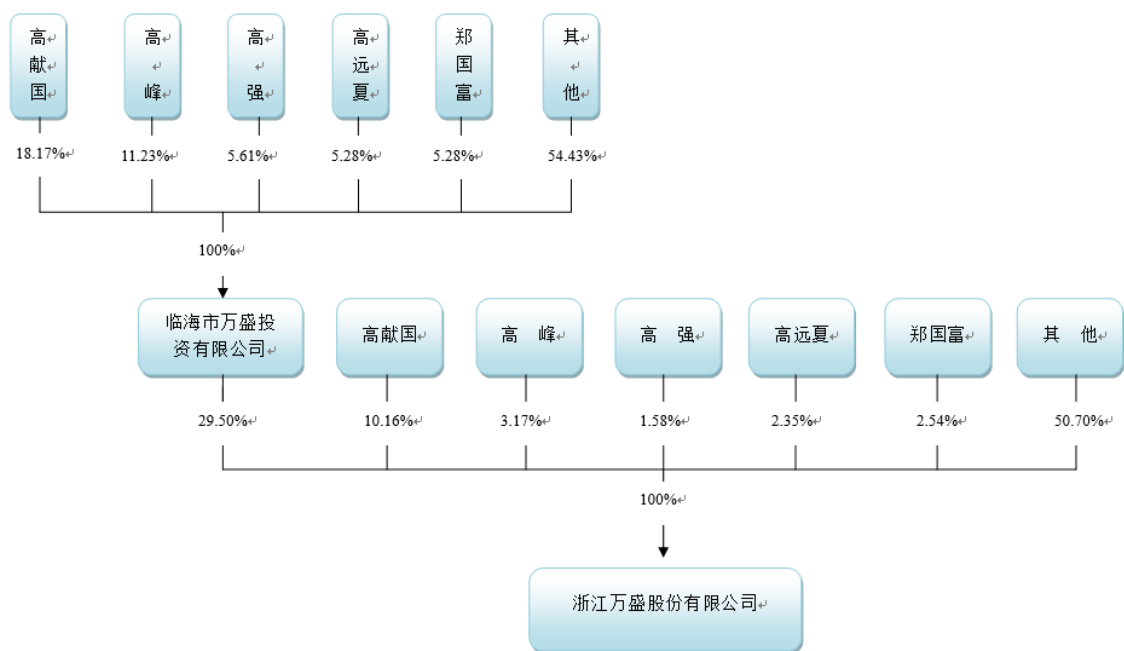 高献国
高峰
高强
高远夏
郑国富
其他
18.17%
11.23%
5.61%
5.28%
5.28%
54.43%
100%
临海市万盛投
资有限公司
高献国
高　峰
高　强
高远夏
郑国富
其　他
29.50%
10.16%
3.17%
1.58%
2.35%
2.54%
50.70%
100%
浙江万盛股份有限公司